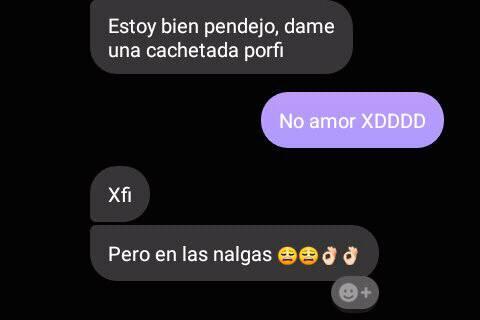 Estoy bien pendejo, dame
una cachetada porfi
No amor XDDDD
Xfi
Pero en las nalgas 😩😩👌🏻👌🏻